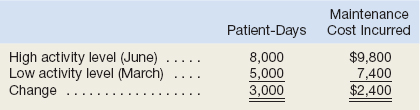 Maintenance
Patient-Days Cost Incurred
High activity level (June) ..... 8,000 $9,800
Low activity level (March) .... 5,000 7,400
Change .................. 3,000 $2,400